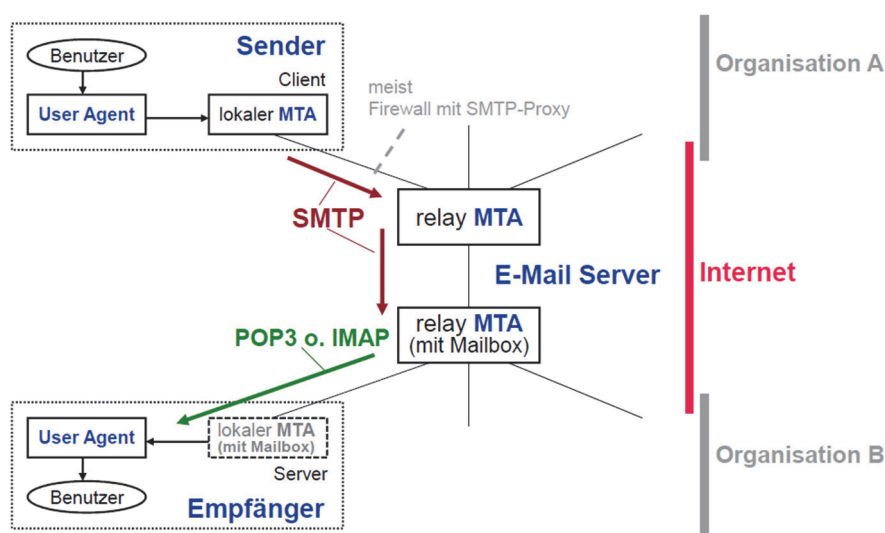 Sender
Benutzer
Client
User Agent
lokaler MTA
meist
Firewall mit SMTP-Proxy
Organisation A
SMTP
relay MTA
E-Mail Server
Internet
POP3 o. IMAP
relay MTA
(mit Mailbox)
User Agent
lokaler MTA
(mit Mailbox)
Server
Benutzer
Empfänger
Organisation B